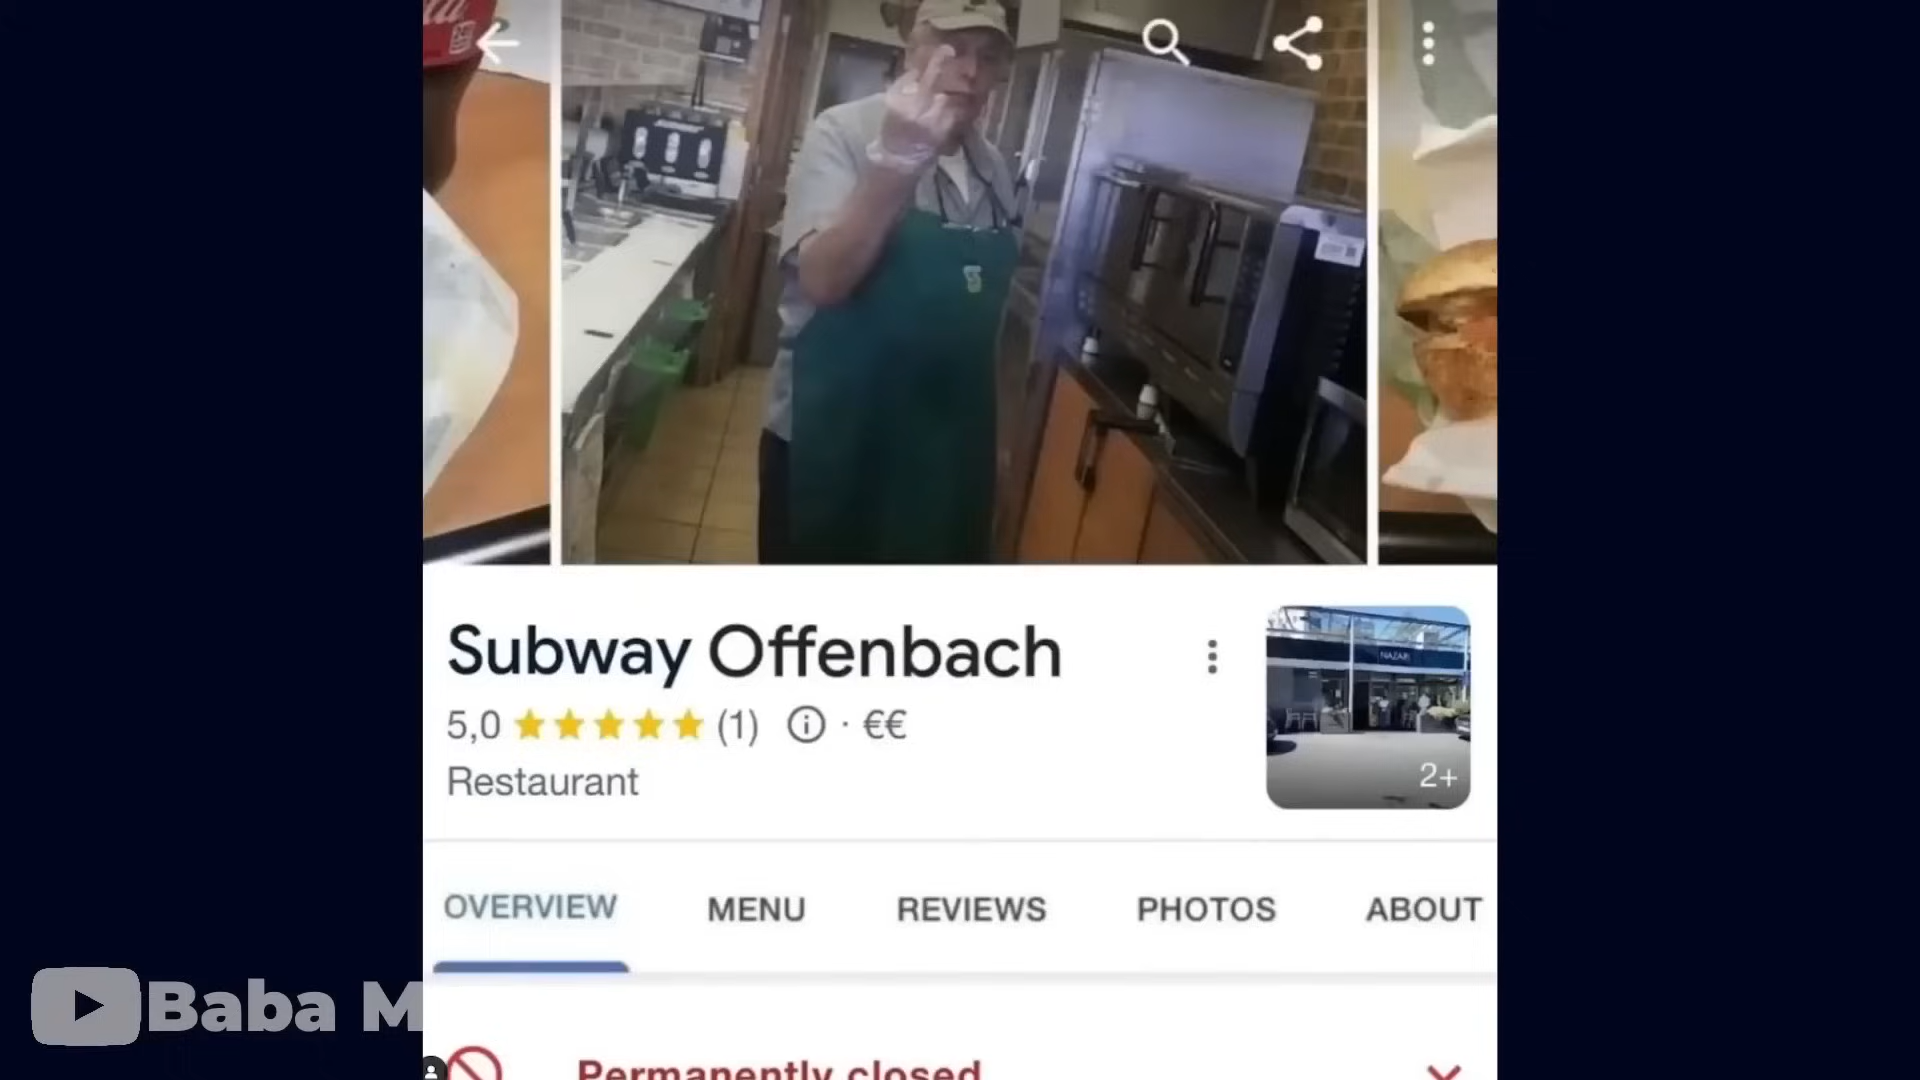 Subway Offenbach
5,0 (1) · €€
Restaurant
2+
OVERVIEW MENU REVIEWS PHOTOS ABOUT
Baba M
Permanently closed